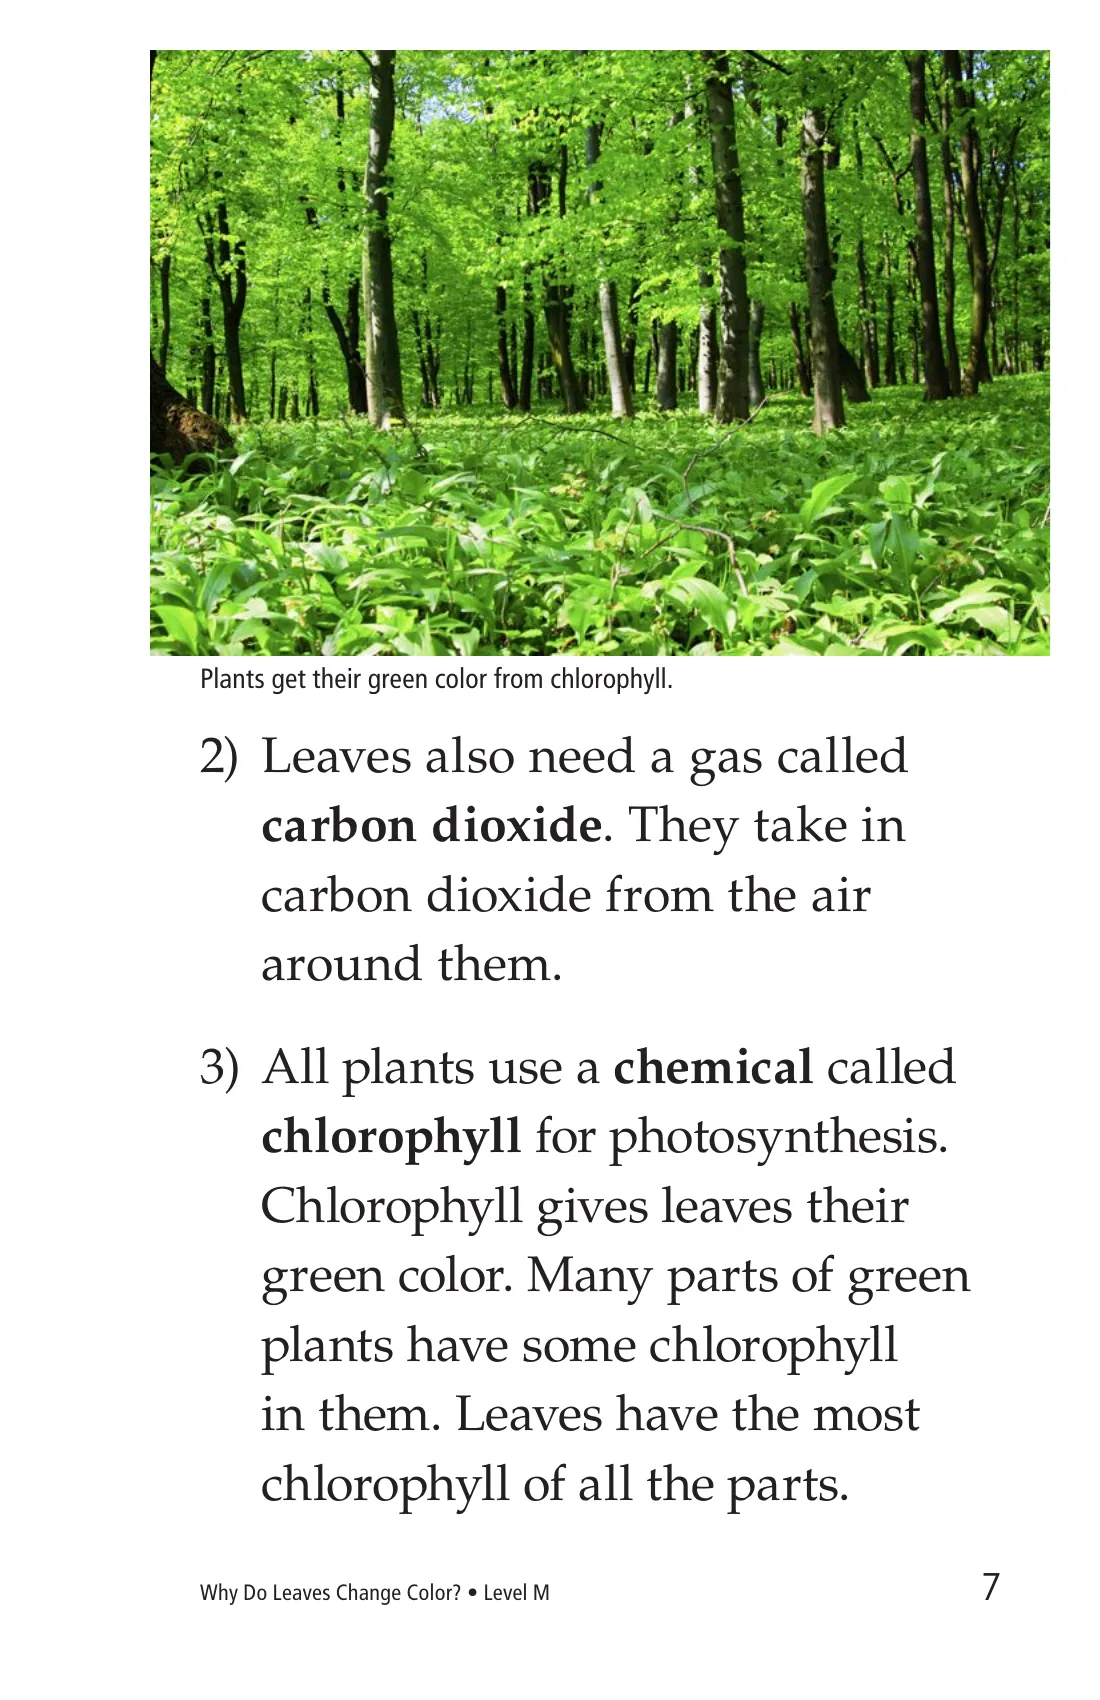 Plants get their green color from chlorophyll.
2) Leaves also need a gas called
carbon dioxide. They take in
carbon dioxide from the air
around them.
3) All plants use a chemical called
chlorophyll for photosynthesis.
Chlorophyll gives leaves their
green color. Many parts of green
plants have some chlorophyll
in them. Leaves have the most
chlorophyll of all the parts.
Why Do Leaves Change Color? • Level M
7